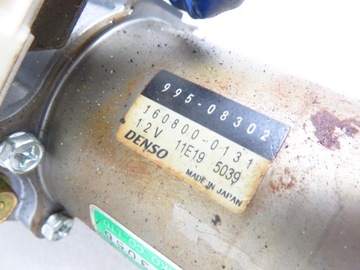 995-08302
160800-0131
12V 11E19 5039
DENSO
MADE IN JAPAN